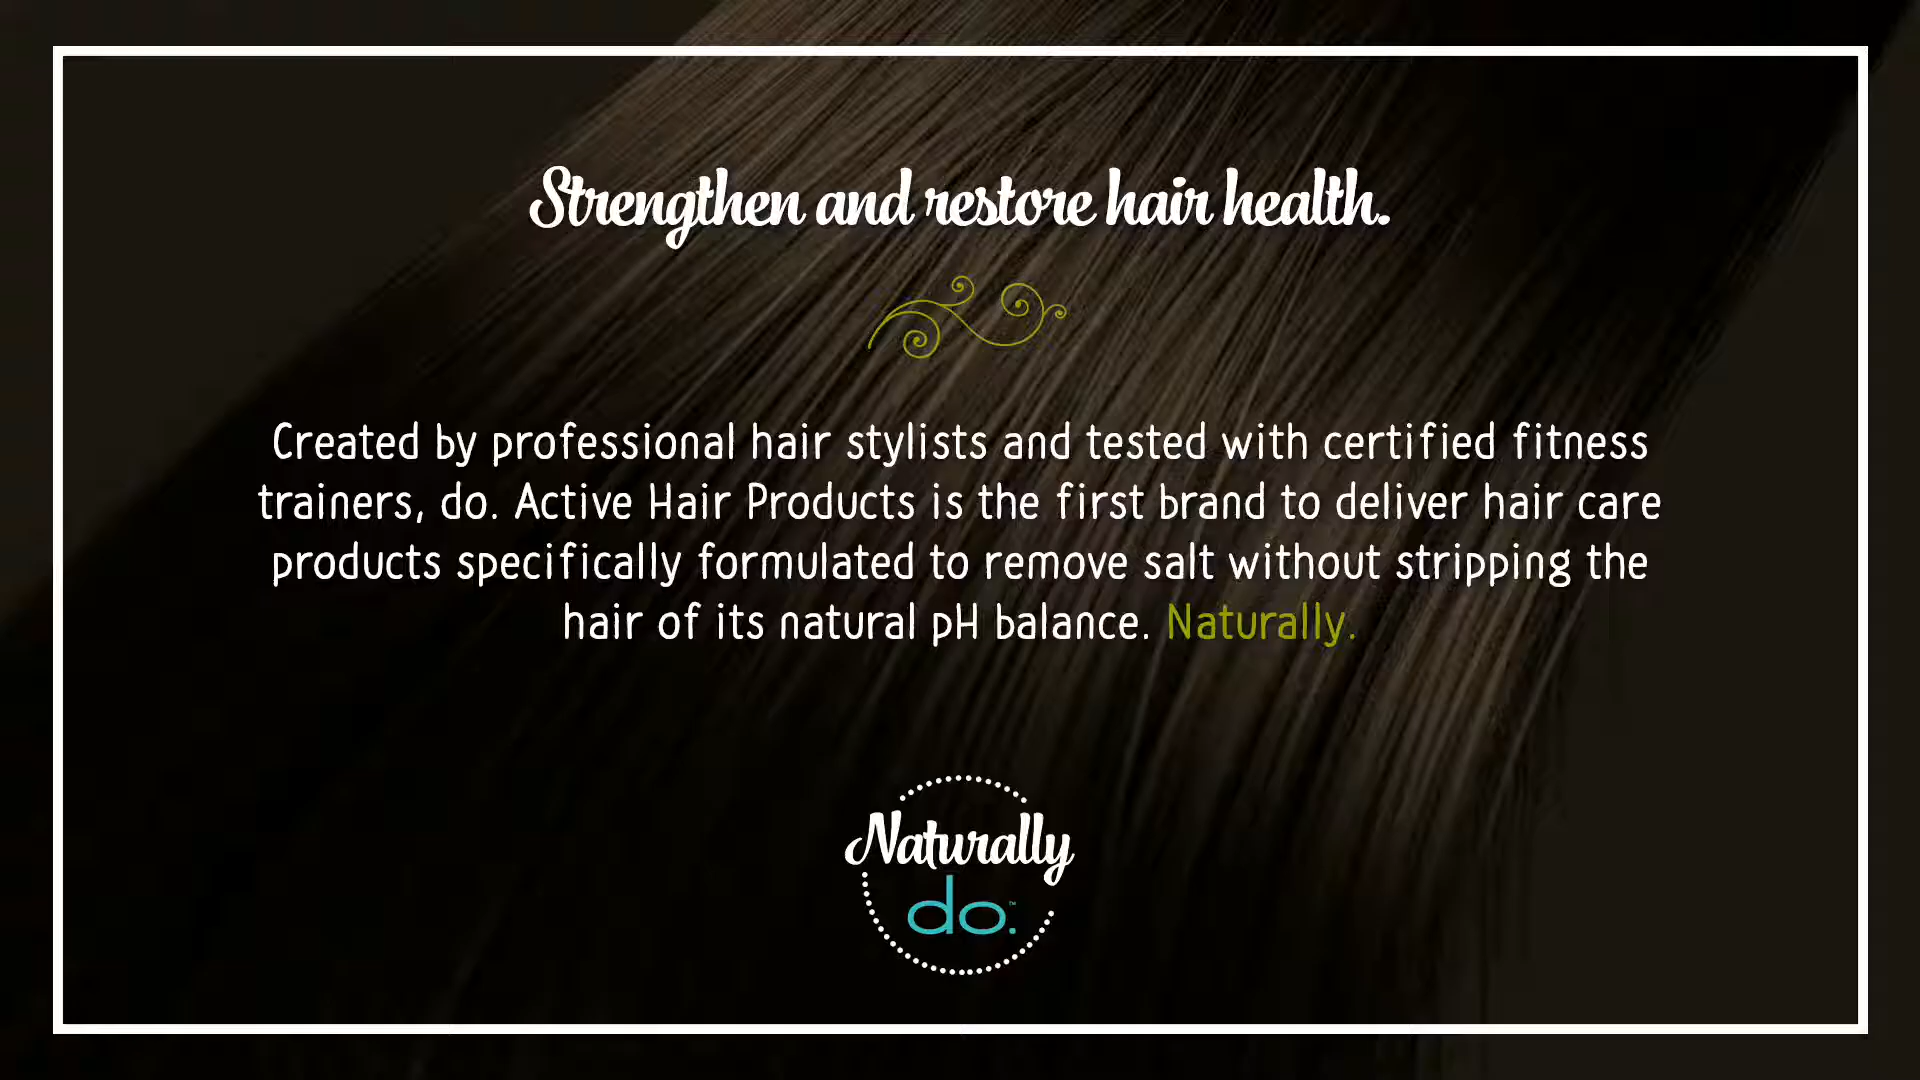 Strengthen and restore hair health.
Created by professional hair stylists and tested with certified fitness
trainers, do. Active Hair Products is the first brand to deliver hair care
products specifically formulated to remove salt without stripping the
hair of its natural pH balance. Naturally.
Naturally
do.™